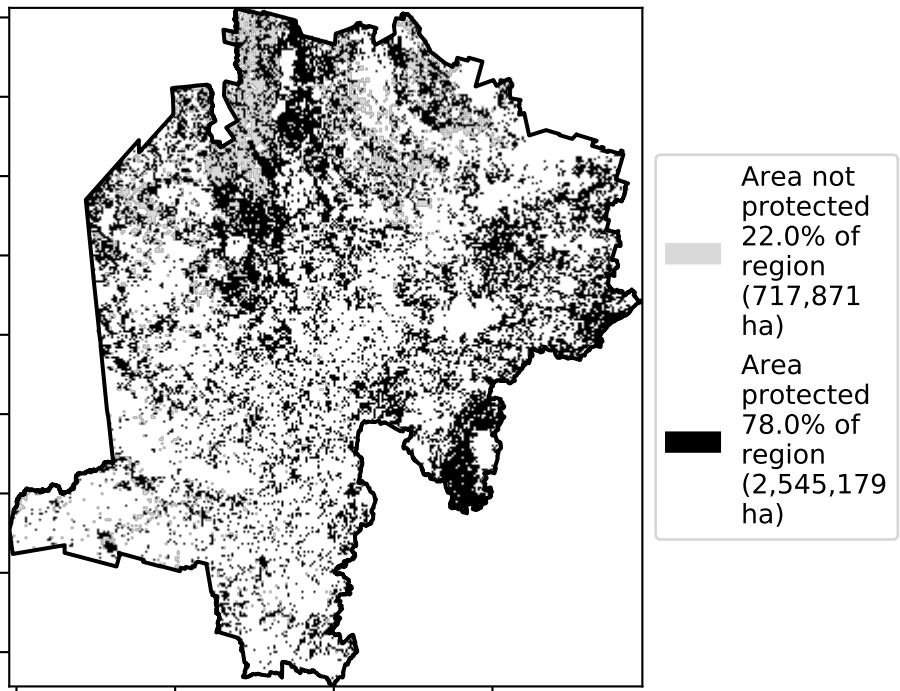 Area not
protected
22.0% of
region
(717,871
ha)
Area
protected
78.0% of
region
(2,545,179
ha)